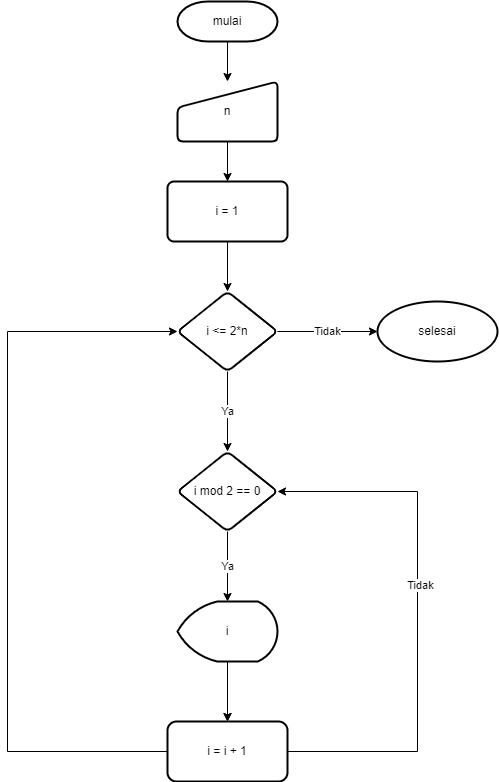 mulai
n
i = 1
i <= 2*n
Tidak
selesai
Ya
i mod 2 == 0
Ya
Tidak
i
i = i + 1